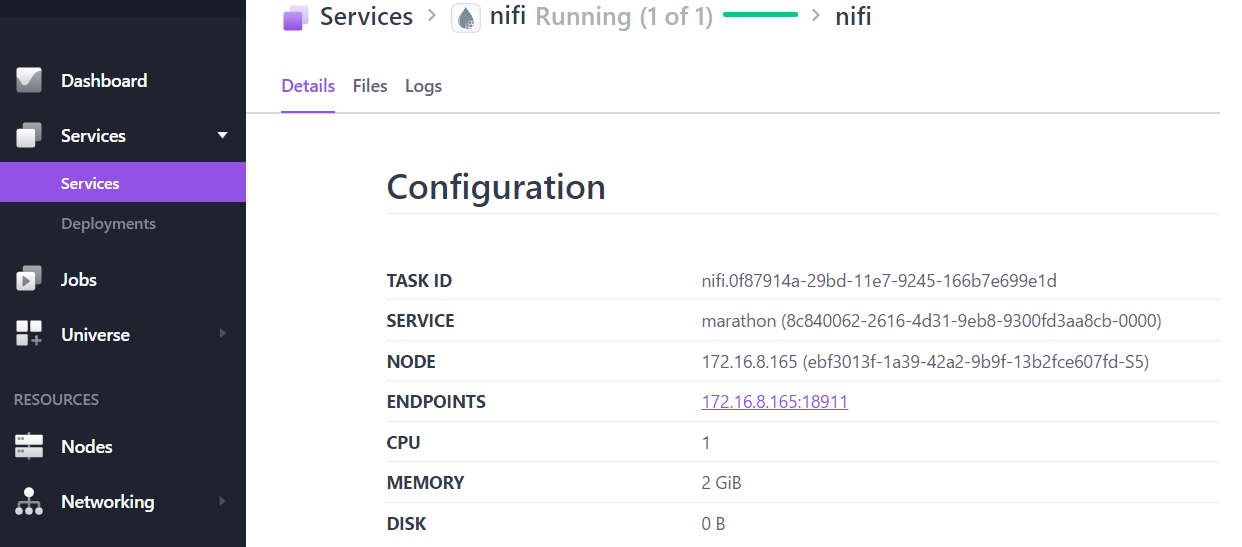 Services > nifi Running (1 of 1) > nifi
Dashboard
Services
Services
Deployments
Jobs
Universe
RESOURCES
Nodes
Networking
Details Files Logs
Configuration
TASK ID nifi.0f87914a-29bd-11e7-9245-166b7e699e1d
SERVICE marathon (8c840062-2616-4d31-9eb8-9300fd3aa8cb-0000)
NODE 172.16.8.165 (ebf3013f-1a39-42a2-9b9f-13b2fce607fd-S5)
ENDPOINTS 172.16.8.165:18911
CPU 1
MEMORY 2 GiB
DISK 0 B